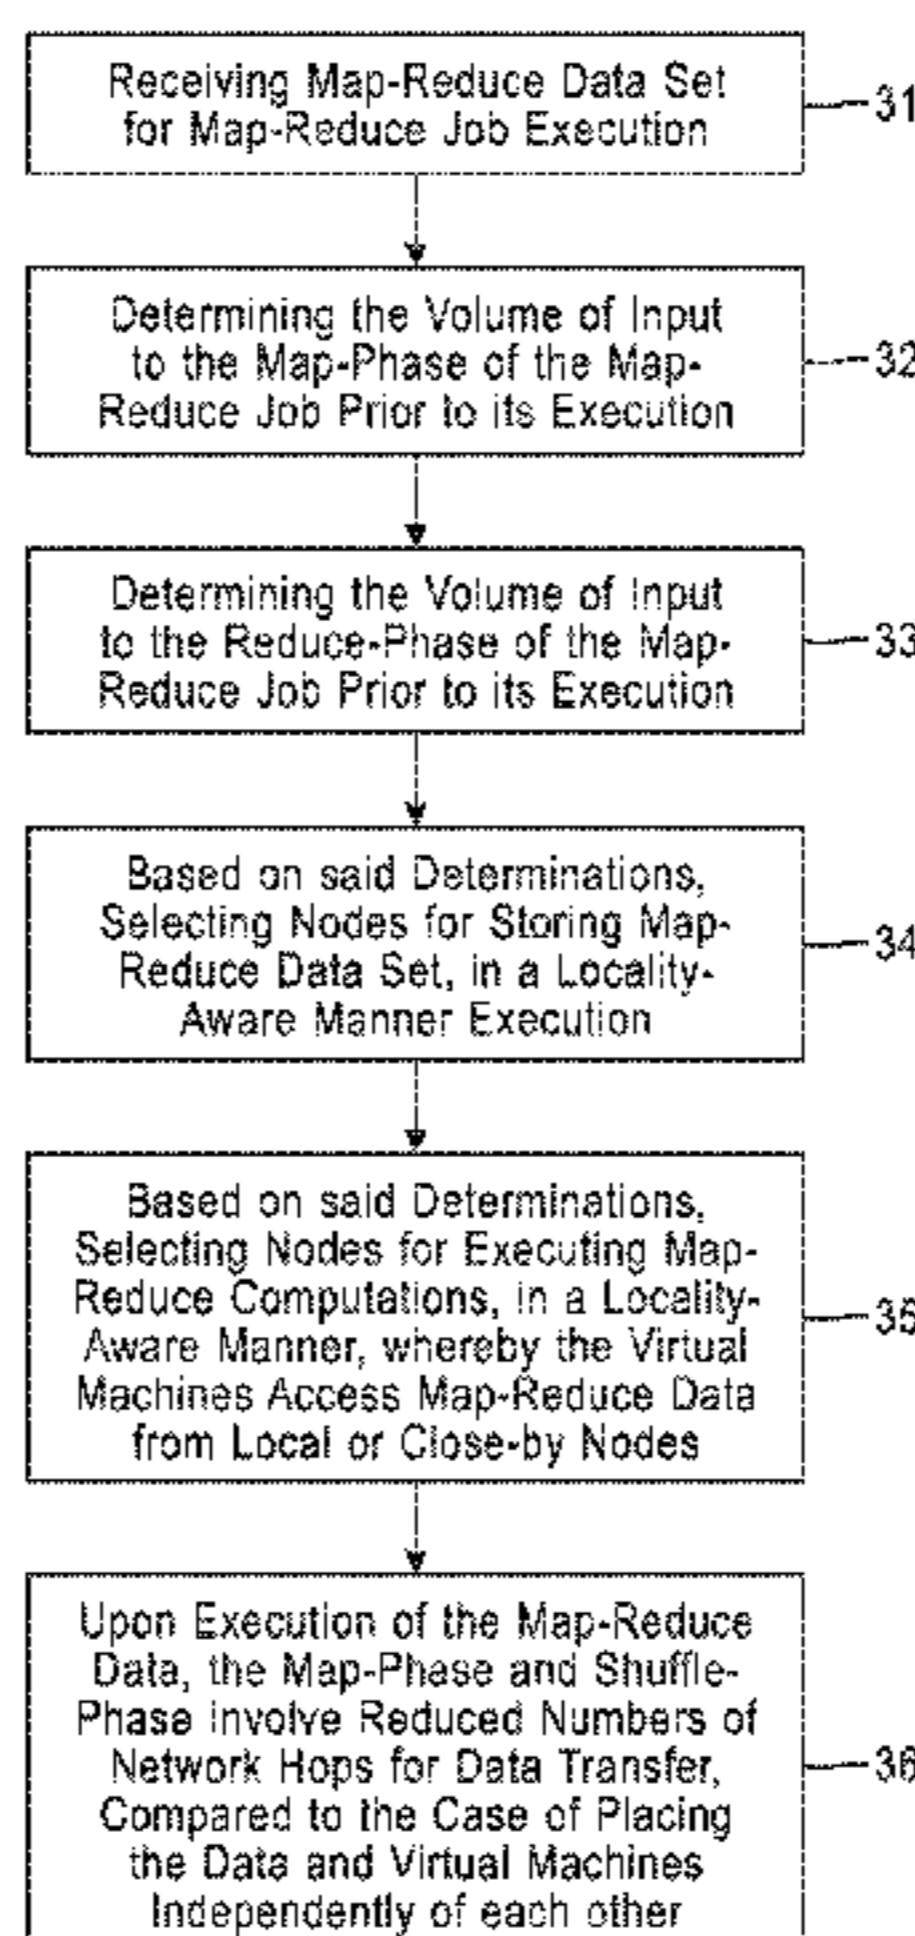 Receiving Map-Reduce Data Set
for Map-Reduce Job Execution
31
Determining the Volume of Input
to the Map-Phase of the Map-
Reduce Job Prior to its Execution
32
Determining the Volume of Input
to the Reduce-Phase of the Map-
Reduce Job Prior to its Execution
33
Based on said Determinations,
Selecting Nodes for Storing Map-
Reduce Data Set, in a Locality-
Aware Manner Execution
34
Based on said Determinations,
Selecting Nodes for Executing Map-
Reduce Computations, in a Locality-
Aware Manner, whereby the Virtual
Machines Access Map-Reduce Data
from Local or Close-by Nodes
35
Upon Execution of the Map-Reduce
Data, the Map-Phase and Shuffle-
Phase involve Reduced Numbers of
Network Hops for Data Transfer,
Compared to the Case of Placing
the Data and Virtual Machines
Independently of each other
36